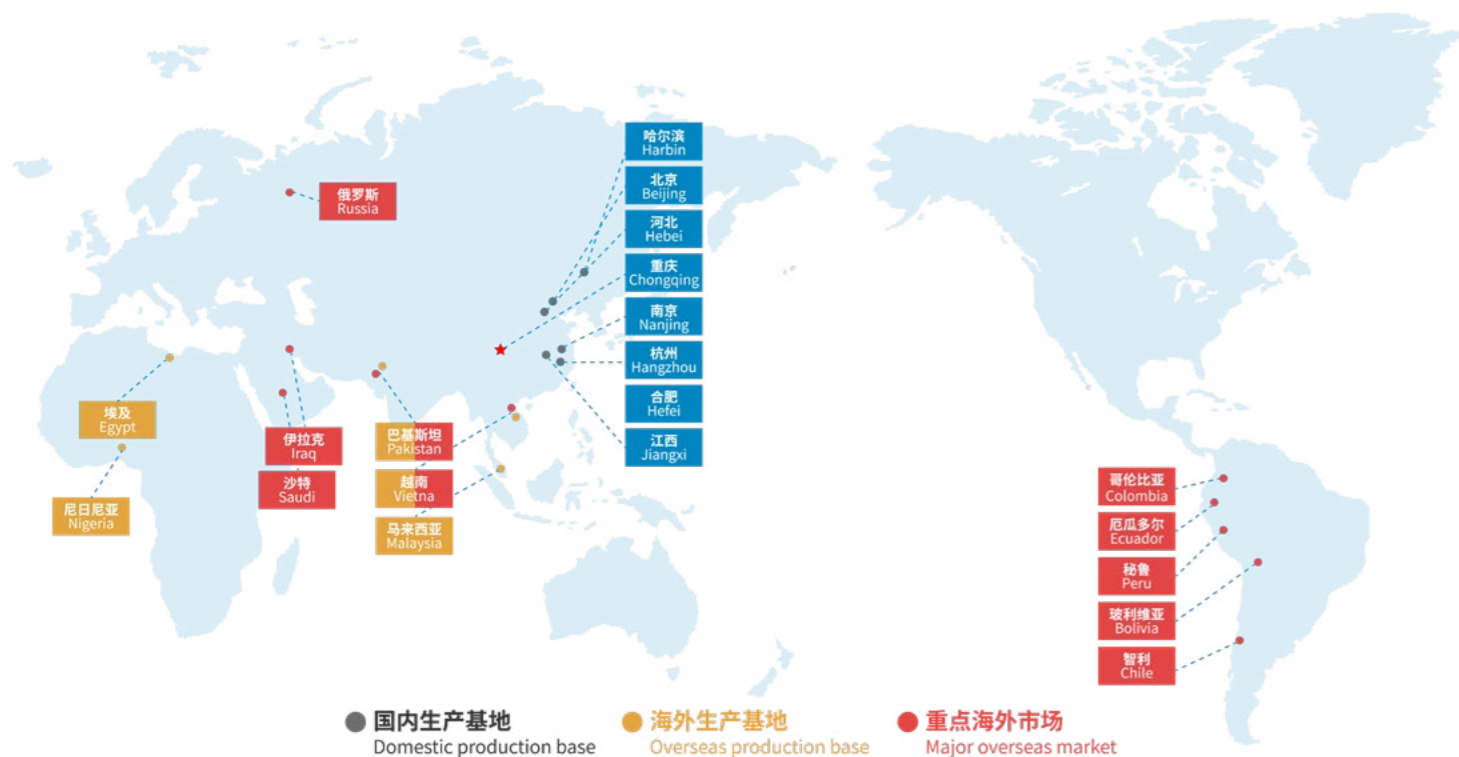 哈尔滨
Harbin
北京
Beijing
俄罗斯
Russia
河北
Hebei
重庆
Chongqing
南京
Nanjing
杭州
Hangzhou
合肥
Hefei
江西
Jiangxi
埃及
Egypt
尼日尼亚
Nigeria
伊拉克
Iraq
沙特
Saudi
巴基斯坦
Pakistan
越南
Vietna
马来西亚
Malaysia
哥伦比亚
Colombia
厄瓜多尔
Ecuador
秘鲁
Peru
玻利维亚
Bolivia
智利
Chile
国内生产基地
Domestic production base
海外生产基地
Overseas production base
重点海外市场
Major overseas market